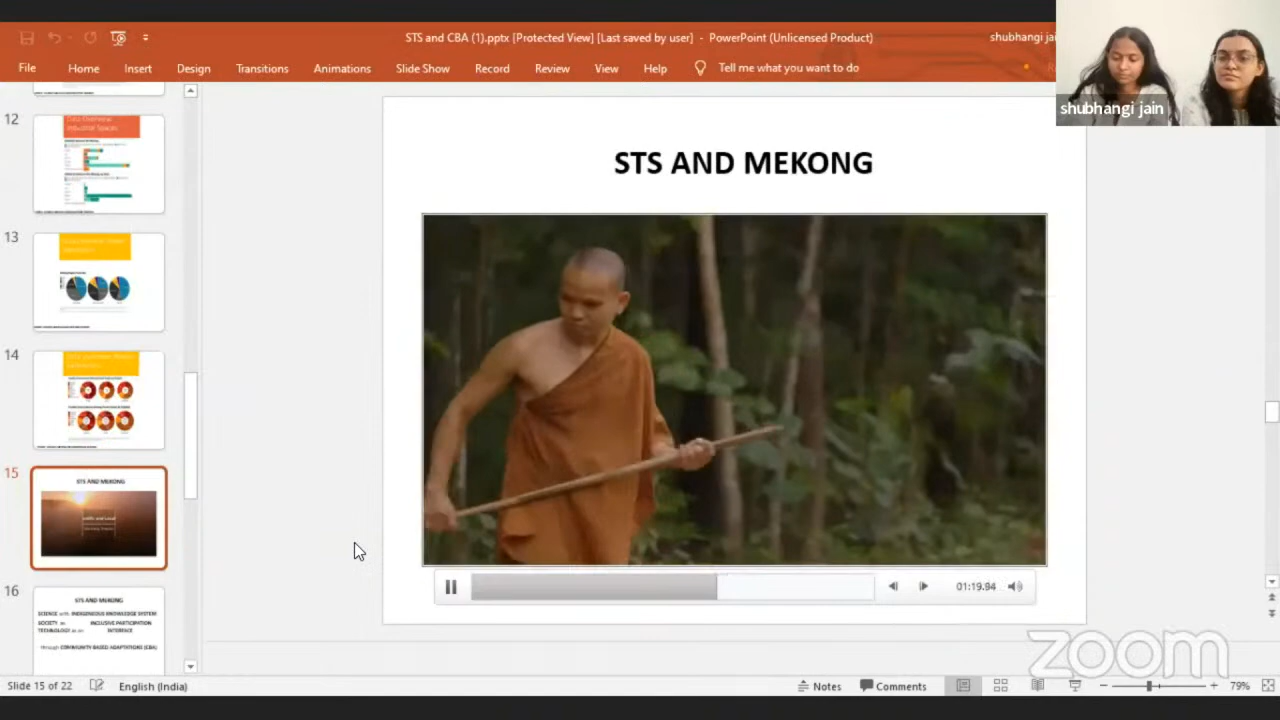 STS and CBA (1).pptx [Protected View] [Last saved by user] - PowerPoint (Unlicensed Product)
shubhangi jai
File Home Insert Design Transitions Animations Slide Show Record Review View Help Tell me what you want to do
shubhangi jain
12
13
14
15
STS AND MEKONG
16
STS AND MEKONG
SCIENCE with INDIGENOUS KNOWLEDGE SYSTEM
SOCIETY as INCLUSIVE PARTICIPATION
TECHNOLOGY as an INTERFACE
through COMMUNITY BASED ADAPTATIONS (CBA)
STS AND MEKONG
01:19.94
zoom
Slide 15 of 22 English (India) Notes Comments 79%